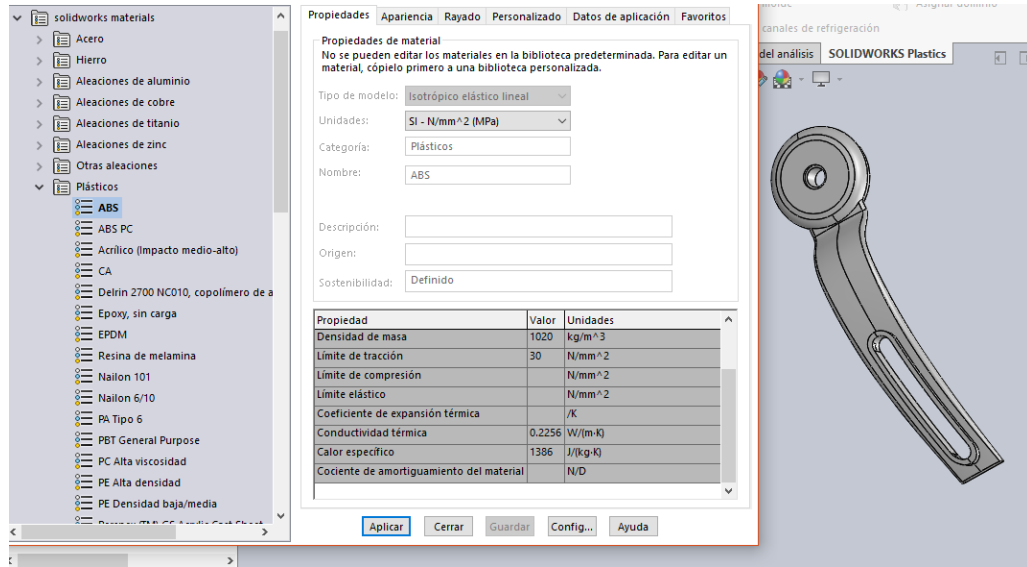 solidworks materials
Acero
Hierro
Aleaciones de aluminio
Aleaciones de cobre
Aleaciones de titanio
Aleaciones de zinc
Otras aleaciones
Plásticos
ABS
ABS PC
Acrílico (Impacto medio-alto)
CA
Delrin 2700 NC010, copolímero de a
Epoxy, sin carga
EPDM
Resina de melamina
Nailon 101
Nailon 6/10
PA Tipo 6
PBT General Purpose
PC Alta viscosidad
PE Alta densidad
PE Densidad baja/media
Propiedades Apariencia Rayado Personalizado Datos de aplicación Favoritos
Propiedades de material
No se pueden editar los materiales en la biblioteca predeterminada. Para editar un
material, cópielo primero a una biblioteca personalizada.
Tipo de modelo: Isotrópico elástico lineal
Unidades: SI - N/mm^2 (MPa)
Categoría: Plásticos
Nombre: ABS
Descripción:
Origen:
Sostenibilidad: Definido
Propiedad Valor Unidades
Densidad de masa 1020 kg/m^3
Límite de tracción 30 N/mm^2
Límite de compresión N/mm^2
Límite elástico N/mm^2
Coeficiente de expansión térmica /K
Conductividad térmica 0.2256 W/(m·K)
Calor específico 1386 J/(kg·K)
Cociente de amortiguamiento del material N/D
Aplicar Cerrar Guardar Config... Ayuda
canales de refrigeración
del análisis SOLIDWORKS Plastics